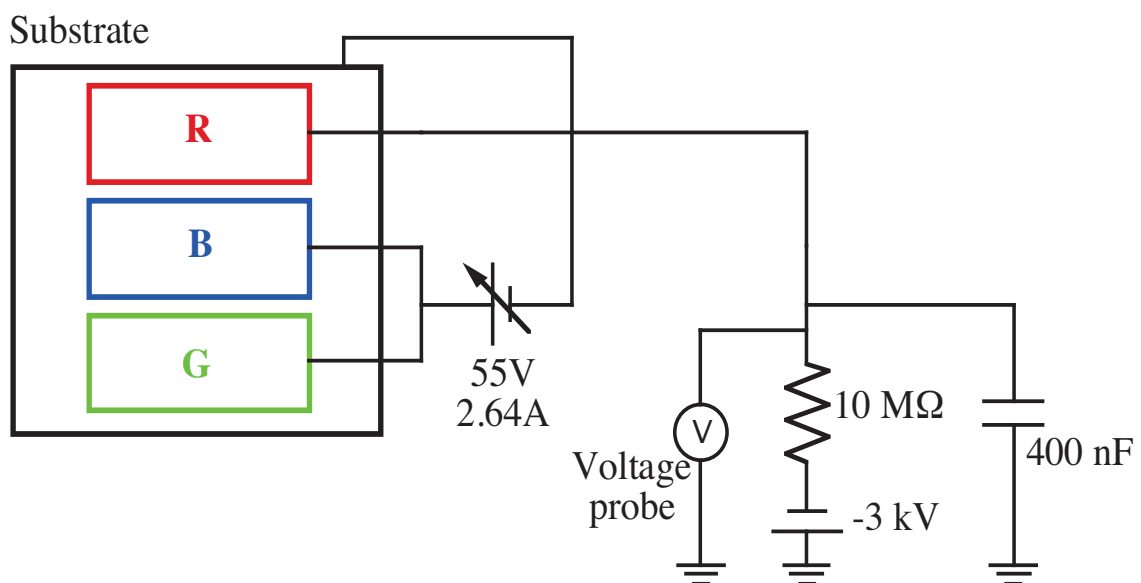 Substrate
R
B
G
55V
2.64A
V
Voltage
probe
10 MΩ
-3 kV
400 nF